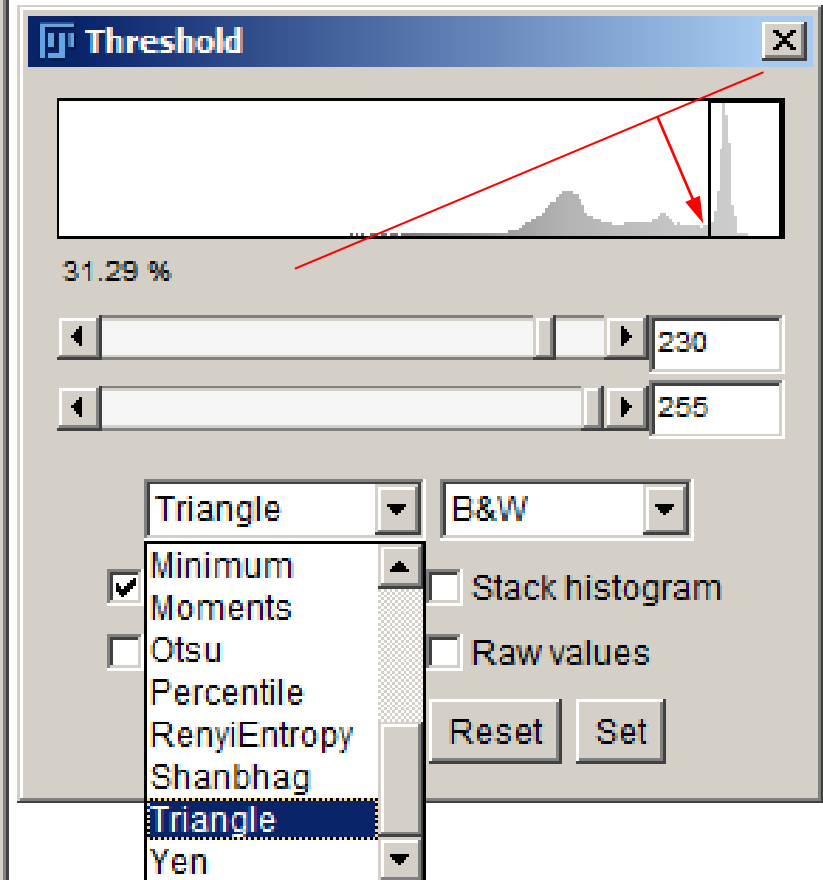 Threshold
31.29 %
230
255
Triangle
B&W
Minimum
Moments
Otsu
Percentile
RenyiEntropy
Shanbhag
Triangle
Yen
Stack histogram
Raw values
Reset
Set